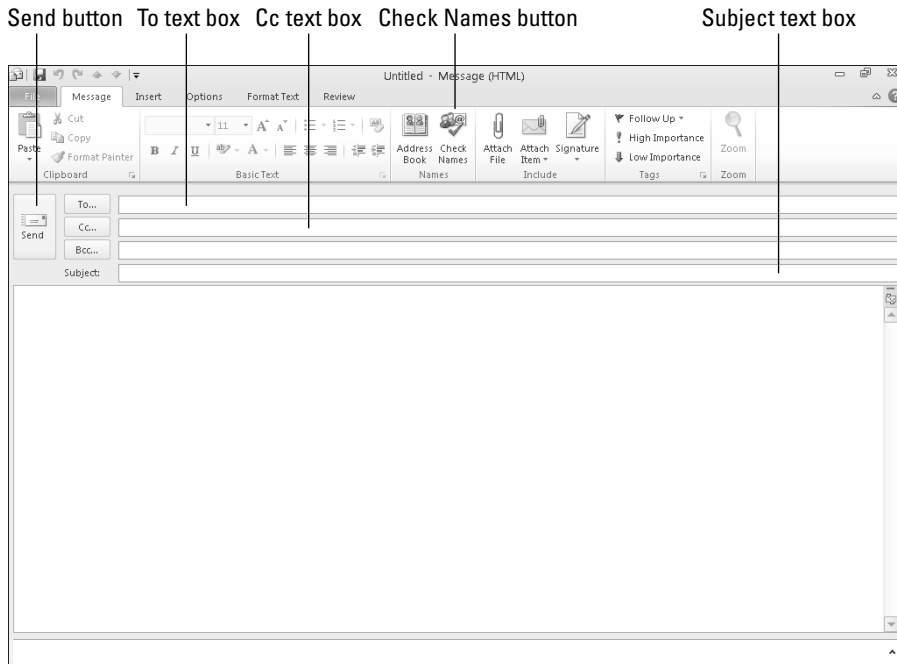 Send button To text box Cc text box Check Names button Subject text box
Untitled - Message (HTML)
File Message Insert Options Format Text Review
Paste
Cut
Copy
Format Painter
Clipboard
11 A A
B I U A
Basic Text
Address Book
Check Names
Names
Attach File
Attach Item
Signature
Include
Follow Up
High Importance
Low Importance
Tags
Zoom
Zoom
Send
To...
Cc...
Bcc...
Subject: